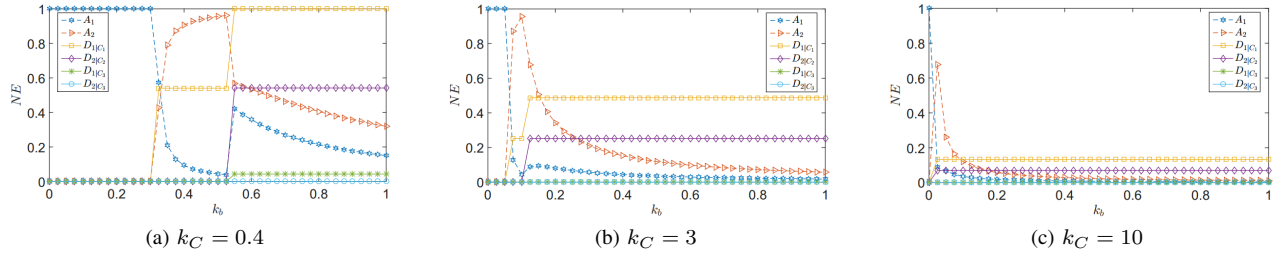 NE
1
0.8
0.6
0.4
0.2
0
0 0.2 0.4 0.6 0.8 1
k_b
A_1
A_2
D_{1|C_1}
D_{2|C_2}
D_{1|C_3}
D_{2|C_3}
(a) k_C = 0.4
NE
1
0.8
0.6
0.4
0.2
0
0 0.2 0.4 0.6 0.8 1
k_b
A_1
A_2
D_{1|C_1}
D_{2|C_2}
D_{1|C_3}
D_{2|C_3}
(b) k_C = 3
NE
1
0.8
0.6
0.4
0.2
0
0 0.2 0.4 0.6 0.8 1
k_b
A_1
A_2
D_{1|C_1}
D_{2|C_2}
D_{1|C_3}
D_{2|C_3}
(c) k_C = 10